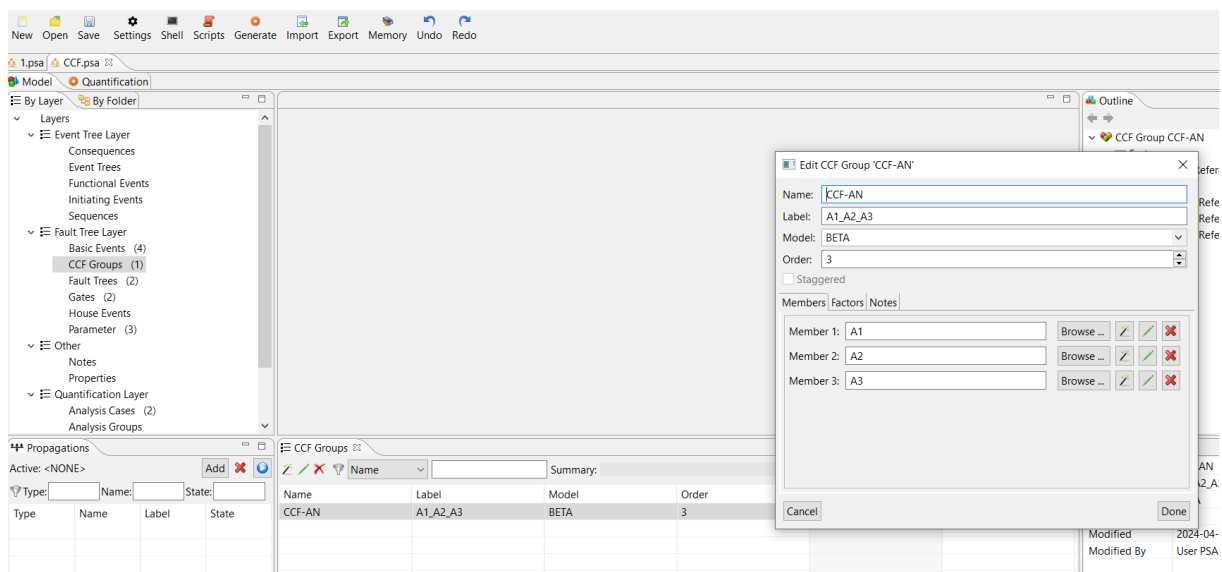 New Open Save Settings Shell Scripts Generate Import Export Memory Undo Redo
1.psa CCF.psa
Model Quantification
By Layer By Folder
Layers
Event Tree Layer
Consequences
Event Trees
Functional Events
Initiating Events
Sequences
Fault Tree Layer
Basic Events (4)
CCF Groups (1)
Fault Trees (2)
Gates (2)
House Events
Parameter (3)
Other
Notes
Properties
Quantification Layer
Analysis Cases (2)
Analysis Groups
Propagations
Active: <NONE> Add
Type: Name: State:
Type Name Label State
CCF Groups
Name Summary:
Name Label Model Order
CCF-AN A1_A2_A3 BETA 3
Edit CCF Group 'CCF-AN'
Name: CCF-AN
Label: A1_A2_A3
Model: BETA
Order: 3
Staggered
Members Factors Notes
Member 1: A1 Browse ...
Member 2: A2 Browse ...
Member 3: A3 Browse ...
Cancel Done
Outline
CCF Group CCF-AN
Modified 2024-04-
Modified By User PSA